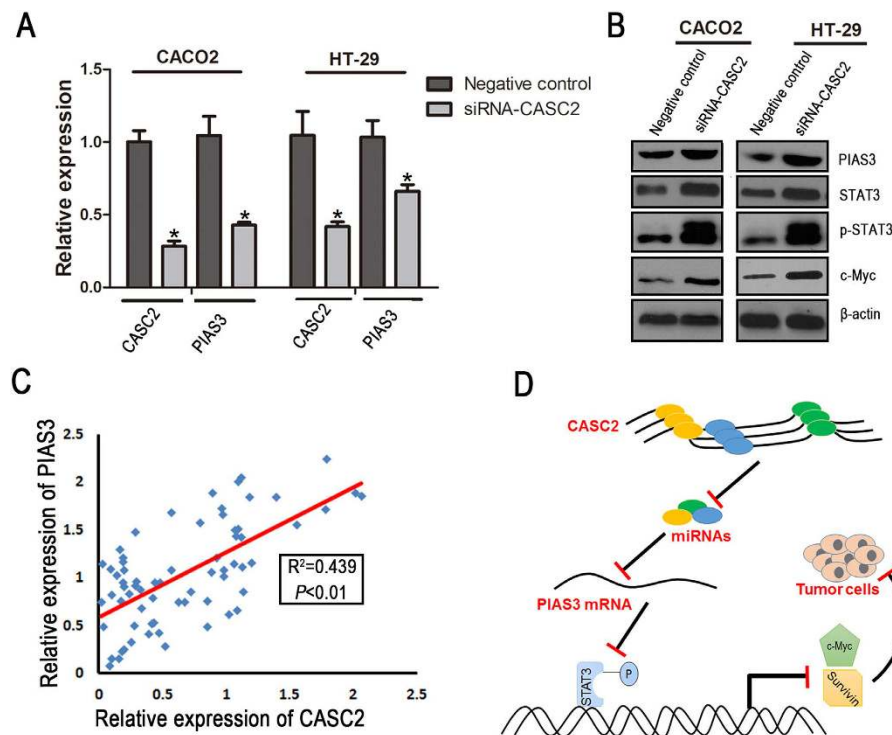 A
CACO2
HT-29
Negative control
siRNA-CASC2
Relative expression
1.5
1.0
0.5
0.0
*
*
*
*
CASC2
PIAS3
CASC2
PIAS3
B
CACO2
HT-29
Negative control
siRNA-CASC2
Negative control
siRNA-CASC2
PIAS3
STAT3
p-STAT3
c-Myc
β-actin
C
Relative expression of PIAS3
2.5
2
1.5
1
0.5
0
R²=0.439
P<0.01
0
0.5
1
1.5
2
2.5
Relative expression of CASC2
D
CASC2
miRNAs
PIAS3 mRNA
Tumor cells
STAT3
P
c-Myc
Survivin